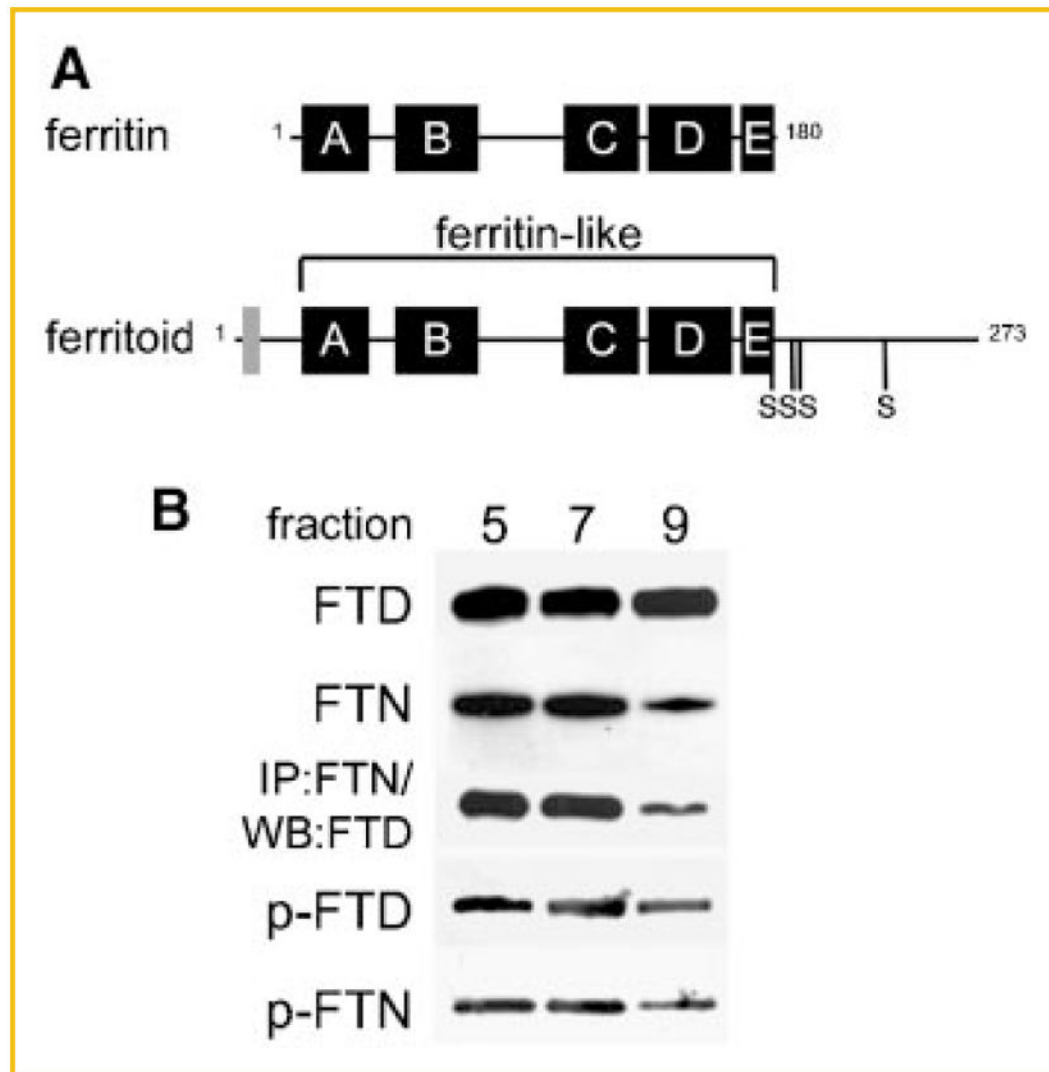 A
ferritin 1 A B C D E 180
ferritin-like
ferritoid 1 A B C D E 273
SSS S
B
fraction 5 7 9
FTD
FTN
IP:FTN/
WB:FTD
p-FTD
p-FTN